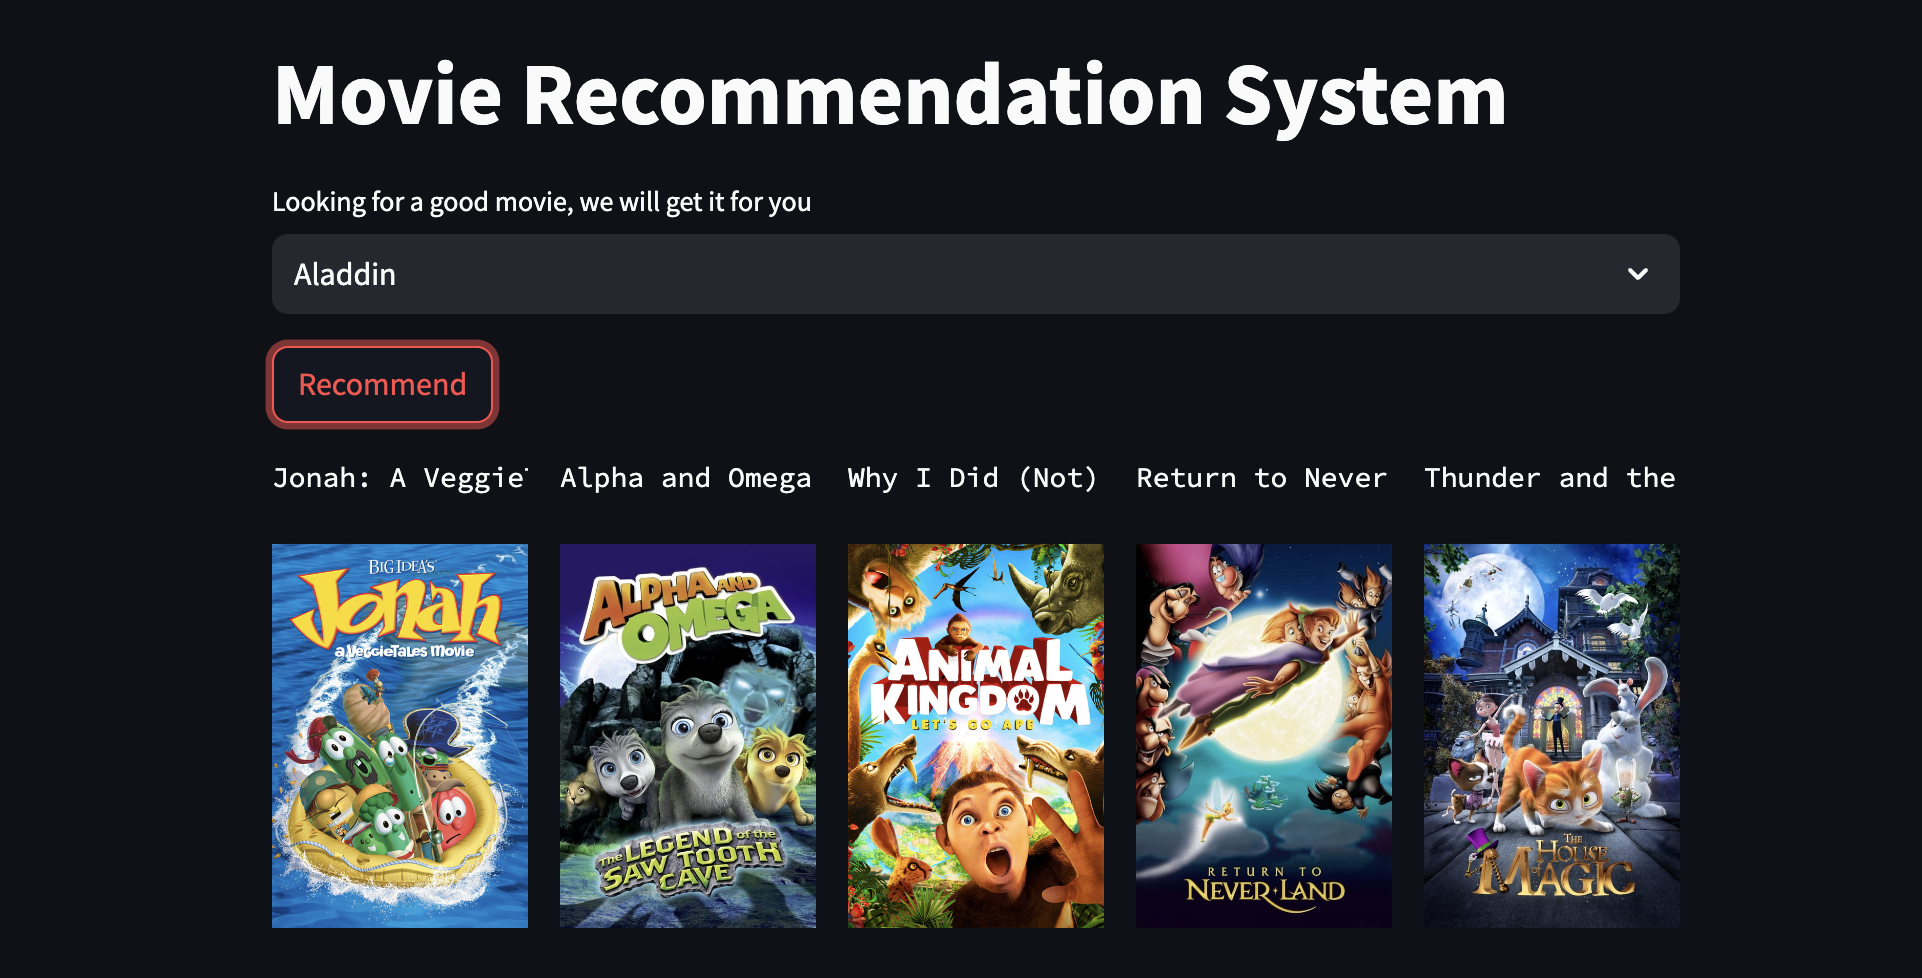 Movie Recommendation System
Looking for a good movie, we will get it for you
Aladdin
Recommend
Jonah: A Veggie
Alpha and Omega
Why I Did (Not)
Return to Never
Thunder and the
BIG IDEA'S
Jonah
a VeggieTales Movie
ALPHA AND
OMEGA
The LEGEND of the
SAW TOOTH
CAVE
ANIMAL
KINGDOM
LET'S GO APE
RETURN TO
NEVER LAND
THE
HOUSE
OF
MAGIC